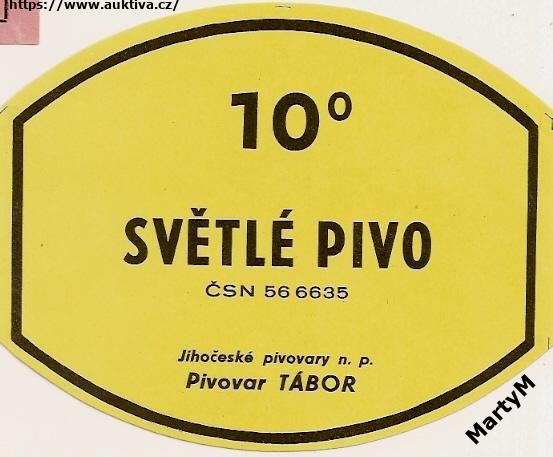 https://www.auktiva.cz/
10°
SVĚTLÉ PIVO
ČSN 56 6635
Jihočeské pivovary n. p.
Pivovar TÁBOR
MartyM